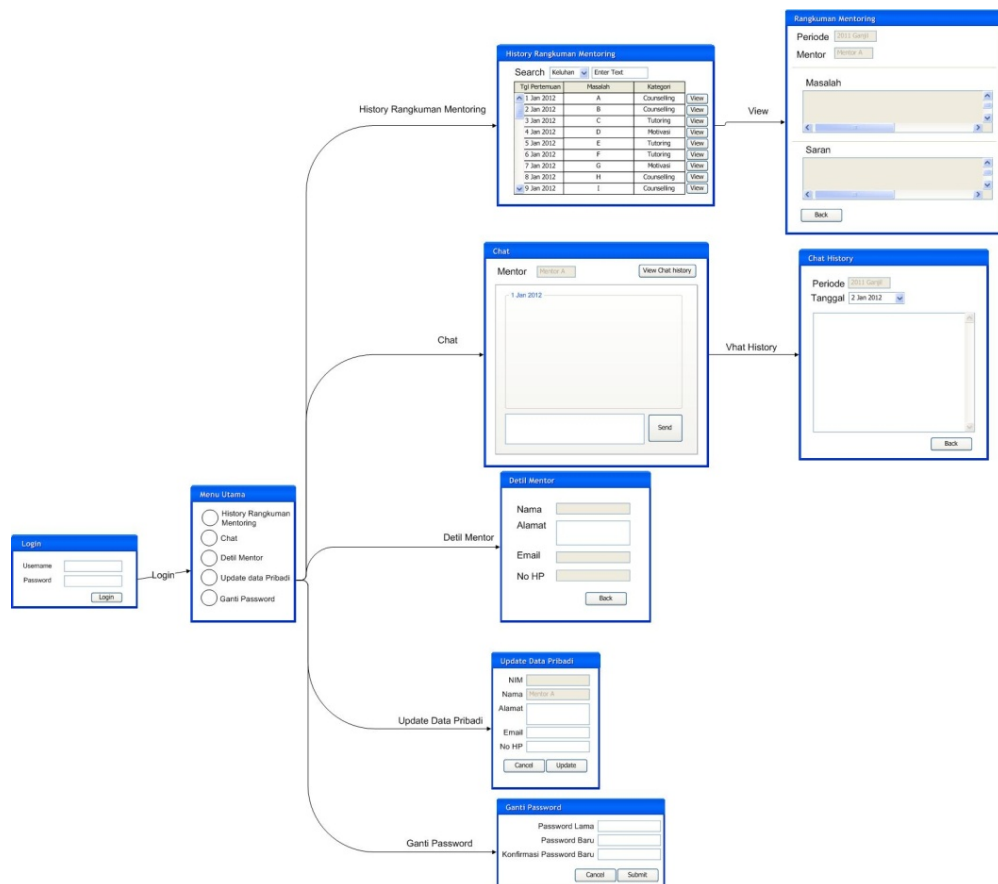 Login
Username
Password
Login
Login
Menu Utama
History Rangkuman
Mentoring
Chat
Detil Mentor
Update data Pribadi
Ganti Password
History Rangkuman Mentoring
History Rangkuman Mentoring
Search Keluhan Enter Text
Tgl Pertemuan Masalah Kategori
1 Jan 2012 A Counselling View
2 Jan 2012 B Counselling View
3 Jan 2012 C Tutoring View
4 Jan 2012 D Motivasi View
5 Jan 2012 E Tutoring View
6 Jan 2012 F Tutoring View
7 Jan 2012 G Motivasi View
8 Jan 2012 H Counselling View
9 Jan 2012 I Counselling View
View
Rangkuman Mentoring
Periode 2011 Ganjil
Mentor Mentor A
Masalah
Saran
Back
Chat
Chat
Mentor Mentor A View Chat history
1 Jan 2012
Send
Vhat History
Chat History
Periode 2011 Ganjil
Tanggal 2 Jan 2012
Back
Detil Mentor
Detil Mentor
Nama
Alamat
Email
No HP
Back
Update Data Pribadi
Update Data Pribadi
NIM
Nama Mentor A
Alamat
Email
No HP
Cancel Update
Ganti Password
Ganti Password
Password Lama
Password Baru
Konfirmasi Password Baru
Cancel Submit